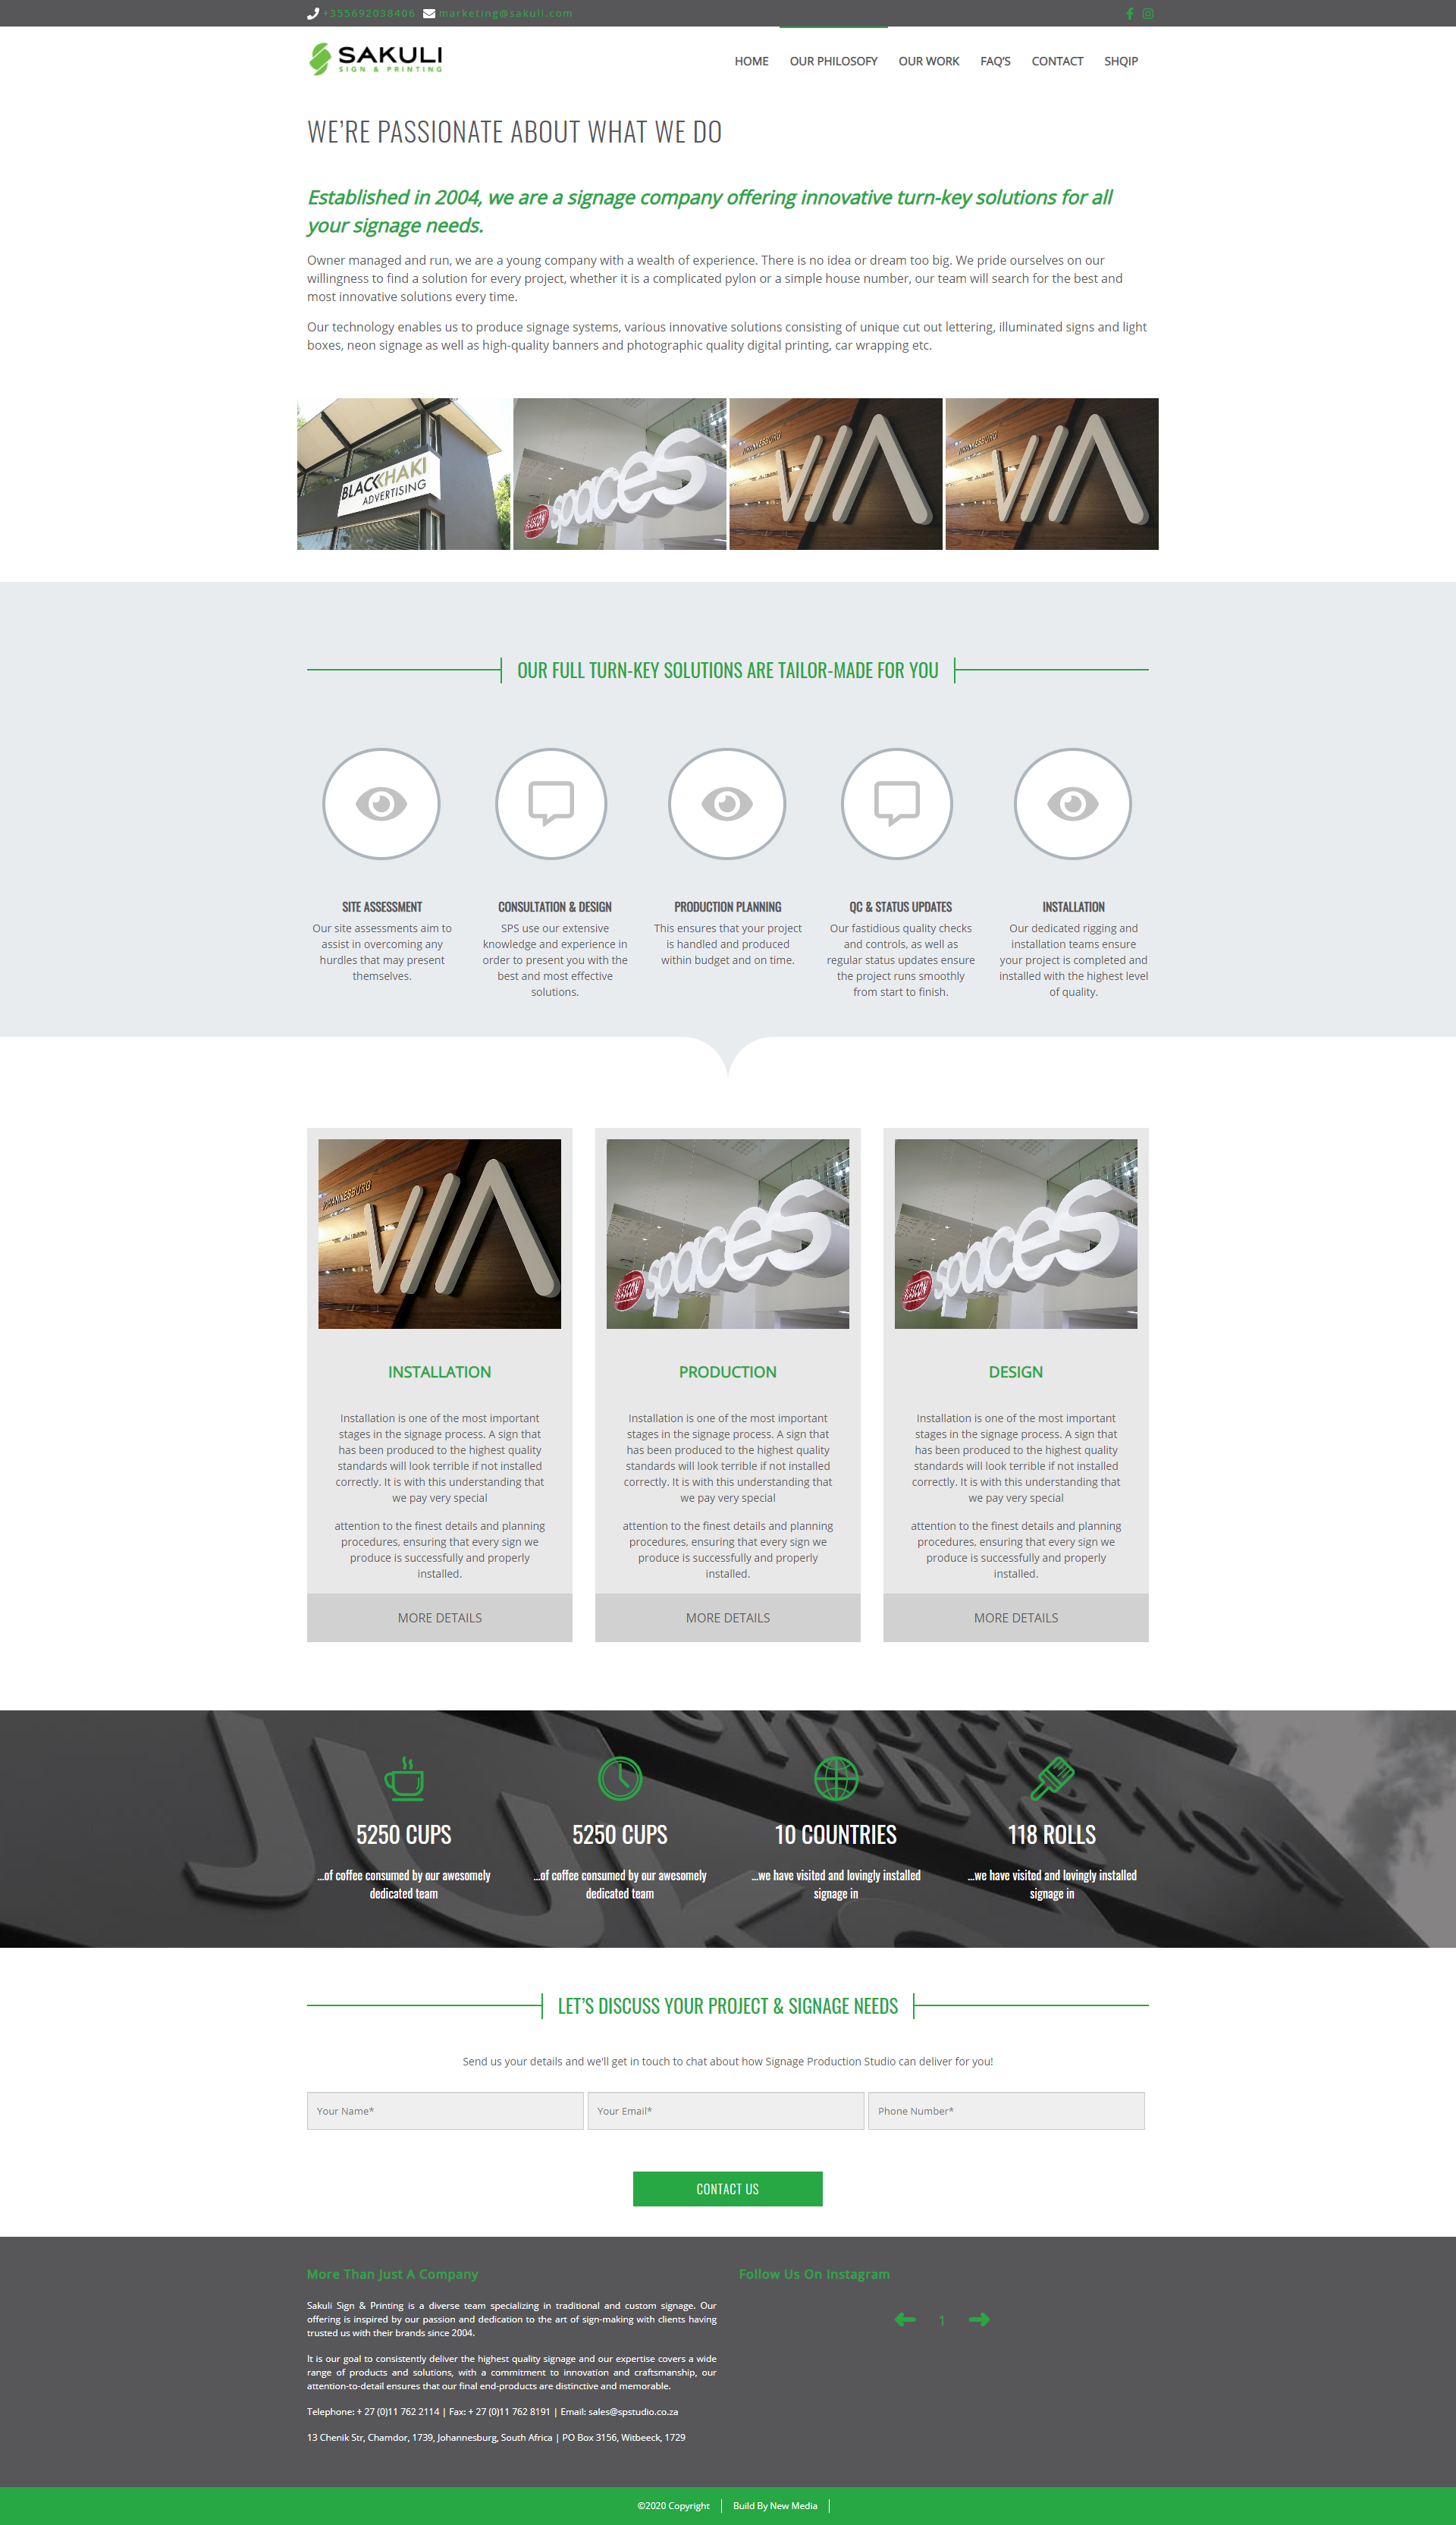 +355692038406 marketing@sakuli.com
SAKULI
SIGN & PRINTING
HOME OUR PHILOSOFY OUR WORK FAQ'S CONTACT SHQIP
WE'RE PASSIONATE ABOUT WHAT WE DO
Established in 2004, we are a signage company offering innovative turn-key solutions for all
your signage needs.
Owner managed and run, we are a young company with a wealth of experience. There is no idea or dream too big. We pride ourselves on our
willingness to find a solution for every project, whether it is a complicated pylon or a simple house number, our team will search for the best and
most innovative solutions every time.
Our technology enables us to produce signage systems, various innovative solutions consisting of unique cut out lettering, illuminated signs and light
boxes, neon signage as well as high-quality banners and photographic quality digital printing, car wrapping etc.
BLACKKHAKI
ADVERTISING
spaces
VIA
VIA
OUR FULL TURN-KEY SOLUTIONS ARE TAILOR-MADE FOR YOU
SITE ASSESSMENT
Our site assessments aim to
assist in overcoming any
hurdles that may present
themselves.
CONSULTATION & DESIGN
SPS use our extensive
knowledge and experience in
order to present you with the
best and most effective
solutions.
PRODUCTION PLANNING
This ensures that your project
is handled and produced
within budget and on time.
QC & STATUS UPDATES
Our fastidious quality checks
and controls, as well as
regular status updates ensure
the project runs smoothly
from start to finish.
INSTALLATION
Our dedicated rigging and
installation teams ensure
your project is completed and
installed with the highest level
of quality.
JOHANNESBURG
VIA
spaces
spaces
INSTALLATION
Installation is one of the most important
stages in the signage process. A sign that
has been produced to the highest quality
standards will look terrible if not installed
correctly. It is with this understanding that
we pay very special
attention to the finest details and planning
procedures, ensuring that every sign we
produce is successfully and properly
installed.
MORE DETAILS
PRODUCTION
Installation is one of the most important
stages in the signage process. A sign that
has been produced to the highest quality
standards will look terrible if not installed
correctly. It is with this understanding that
we pay very special
attention to the finest details and planning
procedures, ensuring that every sign we
produce is successfully and properly
installed.
MORE DETAILS
DESIGN
Installation is one of the most important
stages in the signage process. A sign that
has been produced to the highest quality
standards will look terrible if not installed
correctly. It is with this understanding that
we pay very special
attention to the finest details and planning
procedures, ensuring that every sign we
produce is successfully and properly
installed.
MORE DETAILS
5250 CUPS
...of coffee consumed by our awesomely
dedicated team
5250 CUPS
...of coffee consumed by our awesomely
dedicated team
10 COUNTRIES
...we have visited and lovingly installed
signage in
118 ROLLS
...we have visited and lovingly installed
signage in
LET'S DISCUSS YOUR PROJECT & SIGNAGE NEEDS
Send us your details and we'll get in touch to chat about how Signage Production Studio can deliver for you!
Your Name* Your Email* Phone Number*
CONTACT US
More Than Just A Company
Sakuli Sign & Printing is a diverse team specializing in traditional and custom signage. Our
offering is inspired by our passion and dedication to the art of sign-making with clients having
trusted us with their brands since 2004.
It is our goal to consistently deliver the highest quality signage and our expertise covers a wide
range of products and solutions, with a commitment to innovation and craftsmanship, our
attention-to-detail ensures that our final end-products are distinctive and memorable.
Telephone: + 27 (0)11 762 2114 | Fax: + 27 (0)11 762 8191 | Email: sales@spstudio.co.za
13 Chenik Str, Chamdor, 1739, Johannesburg, South Africa | PO Box 3156, Witbeeck, 1729
Follow Us On Instagram
1
©2020 Copyright Build By New Media